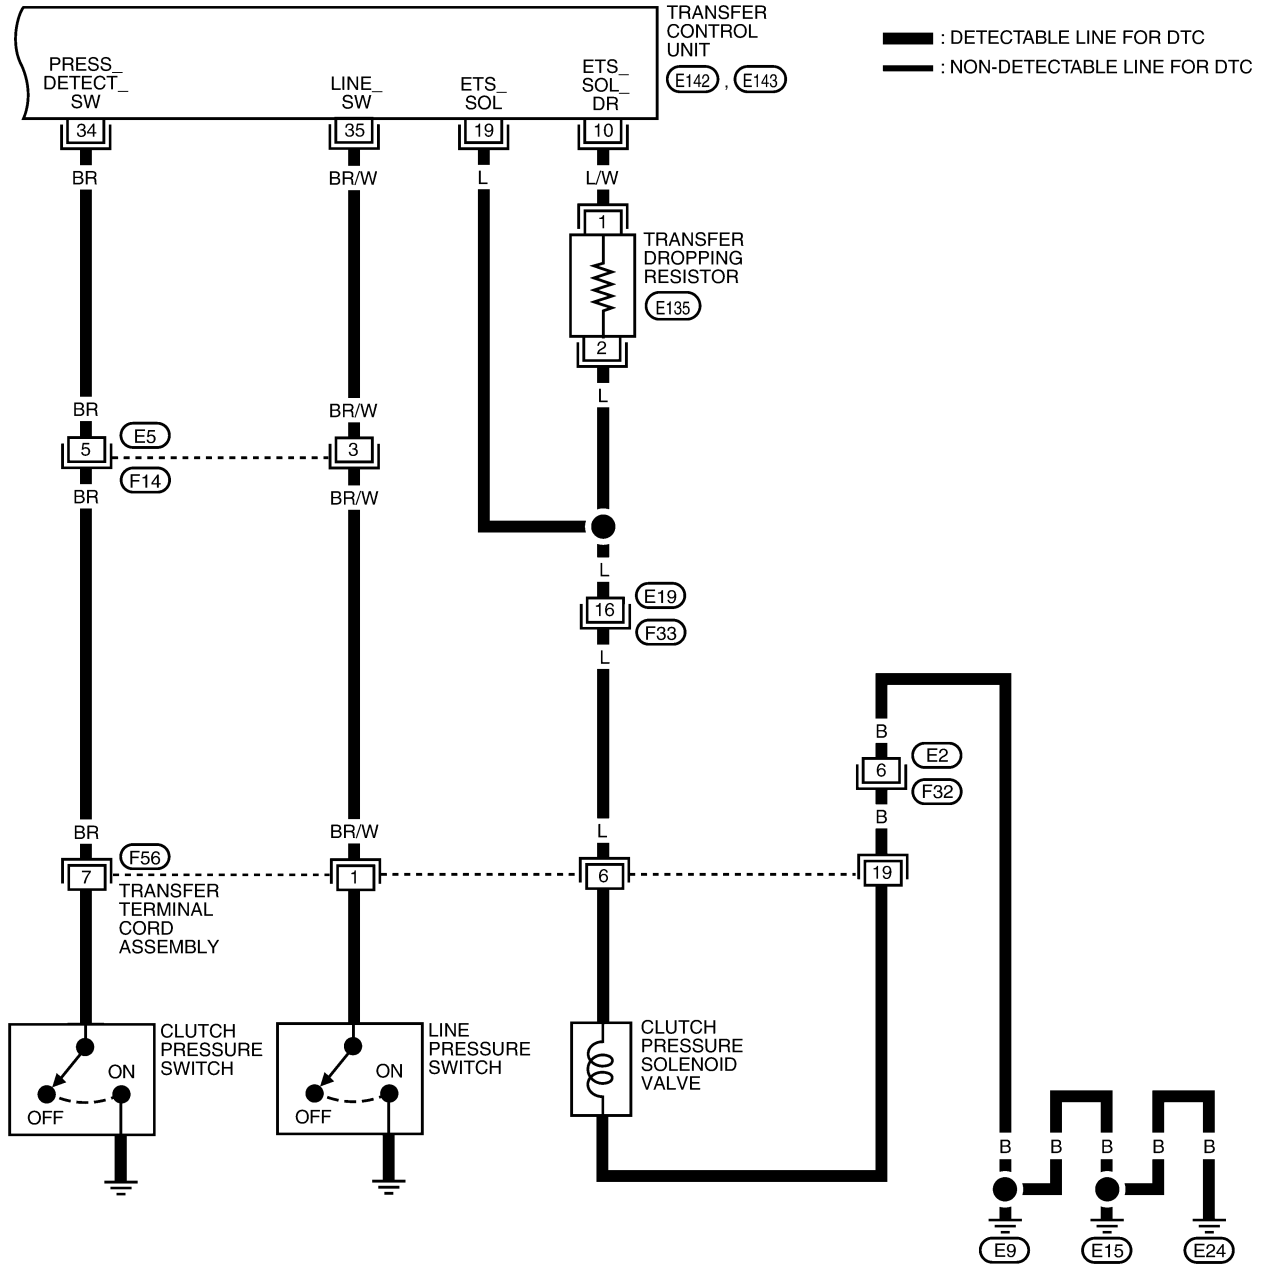 TRANSFER
CONTROL
UNIT
E142 , E143
: DETECTABLE LINE FOR DTC
: NON-DETECTABLE LINE FOR DTC
PRESS_
DETECT_
SW
LINE_
SW
ETS_
SOL
ETS_
SOL_
DR
34
35
19
10
BR
BR/W
L
L/W
1
TRANSFER
DROPPING
RESISTOR
E135
2
L
BR
BR/W
5
E5
3
F14
BR
BR/W
L
16
E19
F33
L
B
6
E2
F32
B
BR
BR/W
L
7
F56
1
6
19
TRANSFER
TERMINAL
CORD
ASSEMBLY
CLUTCH
PRESSURE
SWITCH
ON
OFF
LINE
PRESSURE
SWITCH
ON
OFF
CLUTCH
PRESSURE
SOLENOID
VALVE
B
B
B
B
B
E9
E15
E24